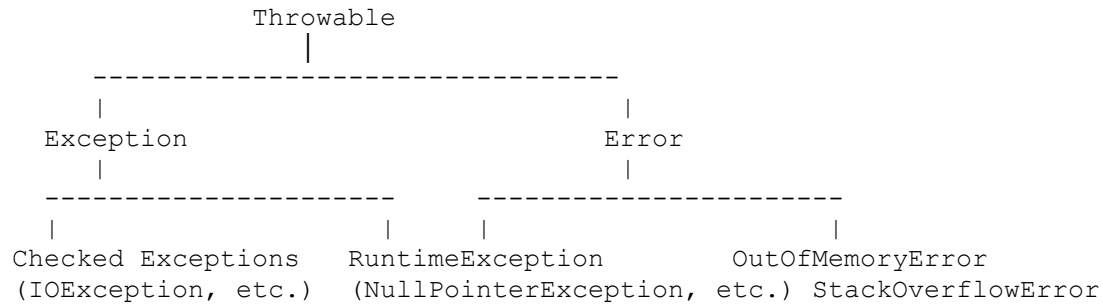 Throwable
Exception Error
Checked Exceptions RuntimeException OutOfMemoryError
(IOException, etc.) (NullPointerException, etc.) StackOverflowError